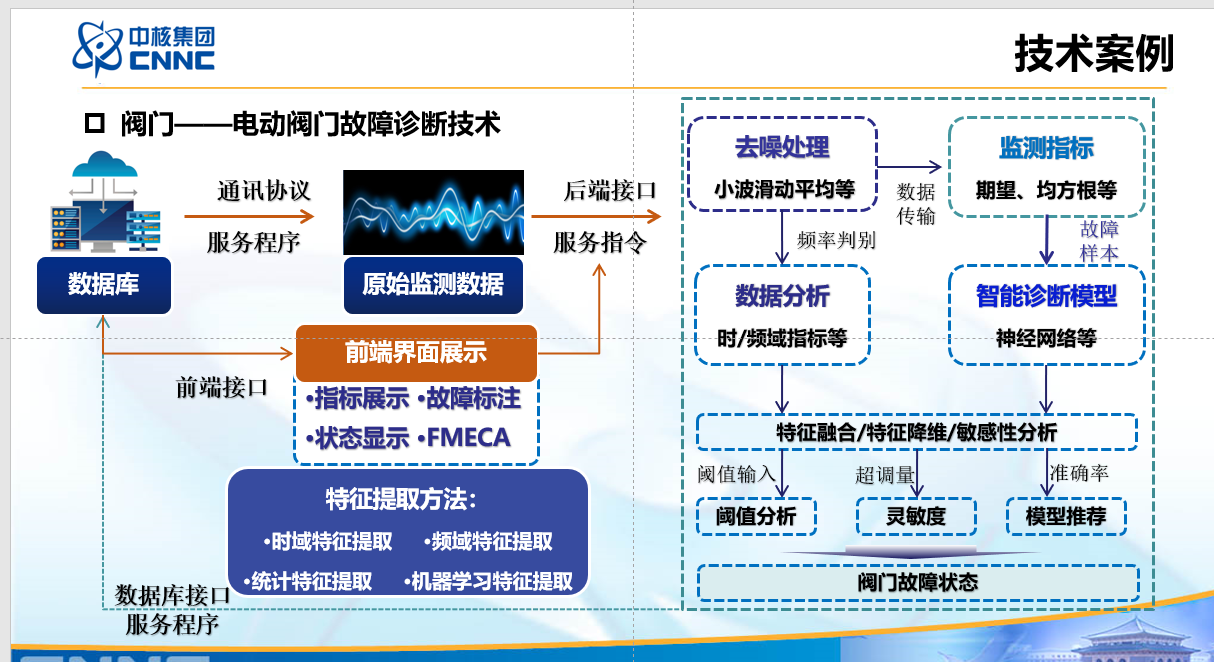 中核集团
CNNC
技术案例
阀门——电动阀门故障诊断技术
数据库
通讯协议
服务程序
原始监测数据
后端接口
服务指令
前端接口
前端界面展示
•指标展示 •故障标注
•状态显示 •FMECA
特征提取方法：
•时域特征提取 •频域特征提取
•统计特征提取 •机器学习特征提取
数据库接口
服务程序
去噪处理
小波滑动平均等
数据
传输
监测指标
期望、均方根等
频率判别
故障
样本
数据分析
时/频域指标等
智能诊断模型
神经网络等
特征融合/特征降维/敏感性分析
阈值输入
超调量
准确率
阈值分析
灵敏度
模型推荐
阀门故障状态
CNNC